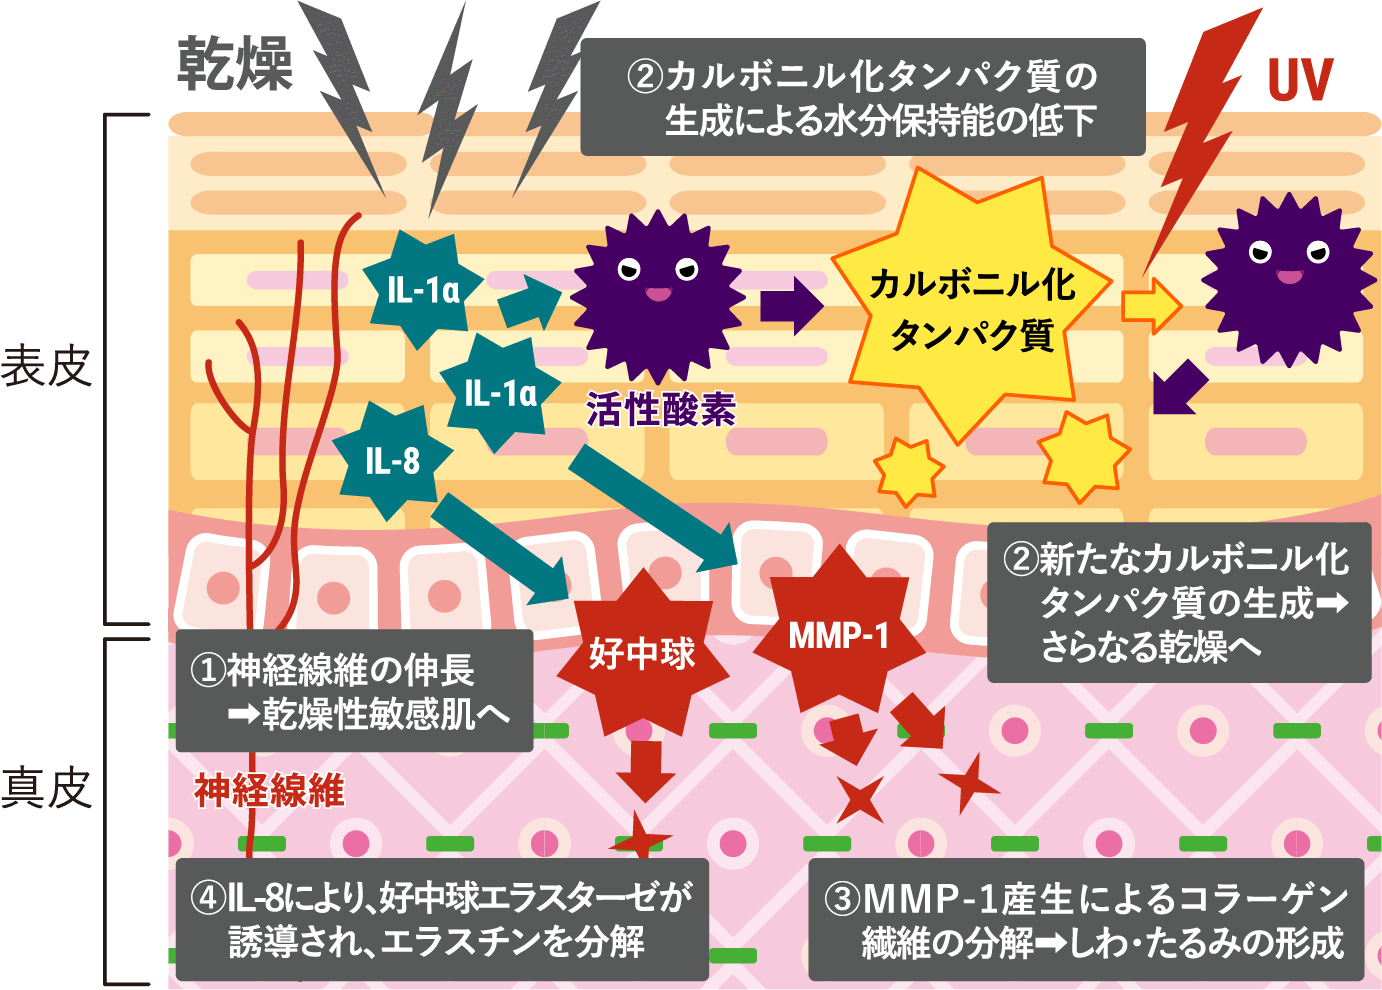 乾燥
②カルボニル化タンパク質の
生成による水分保持能の低下
UV
表皮
IL-1α
IL-1α
IL-8
活性酸素
カルボニル化
タンパク質
②新たなカルボニル化
タンパク質の生成➡
さらなる乾燥へ
好中球
MMP-1
①神経線維の伸長
➡乾燥性敏感肌へ
真皮
神経線維
④IL-8により、好中球エラスターゼが
誘導され、エラスチンを分解
③MMP-1産生によるコラーゲン
繊維の分解➡しわ・たるみの形成